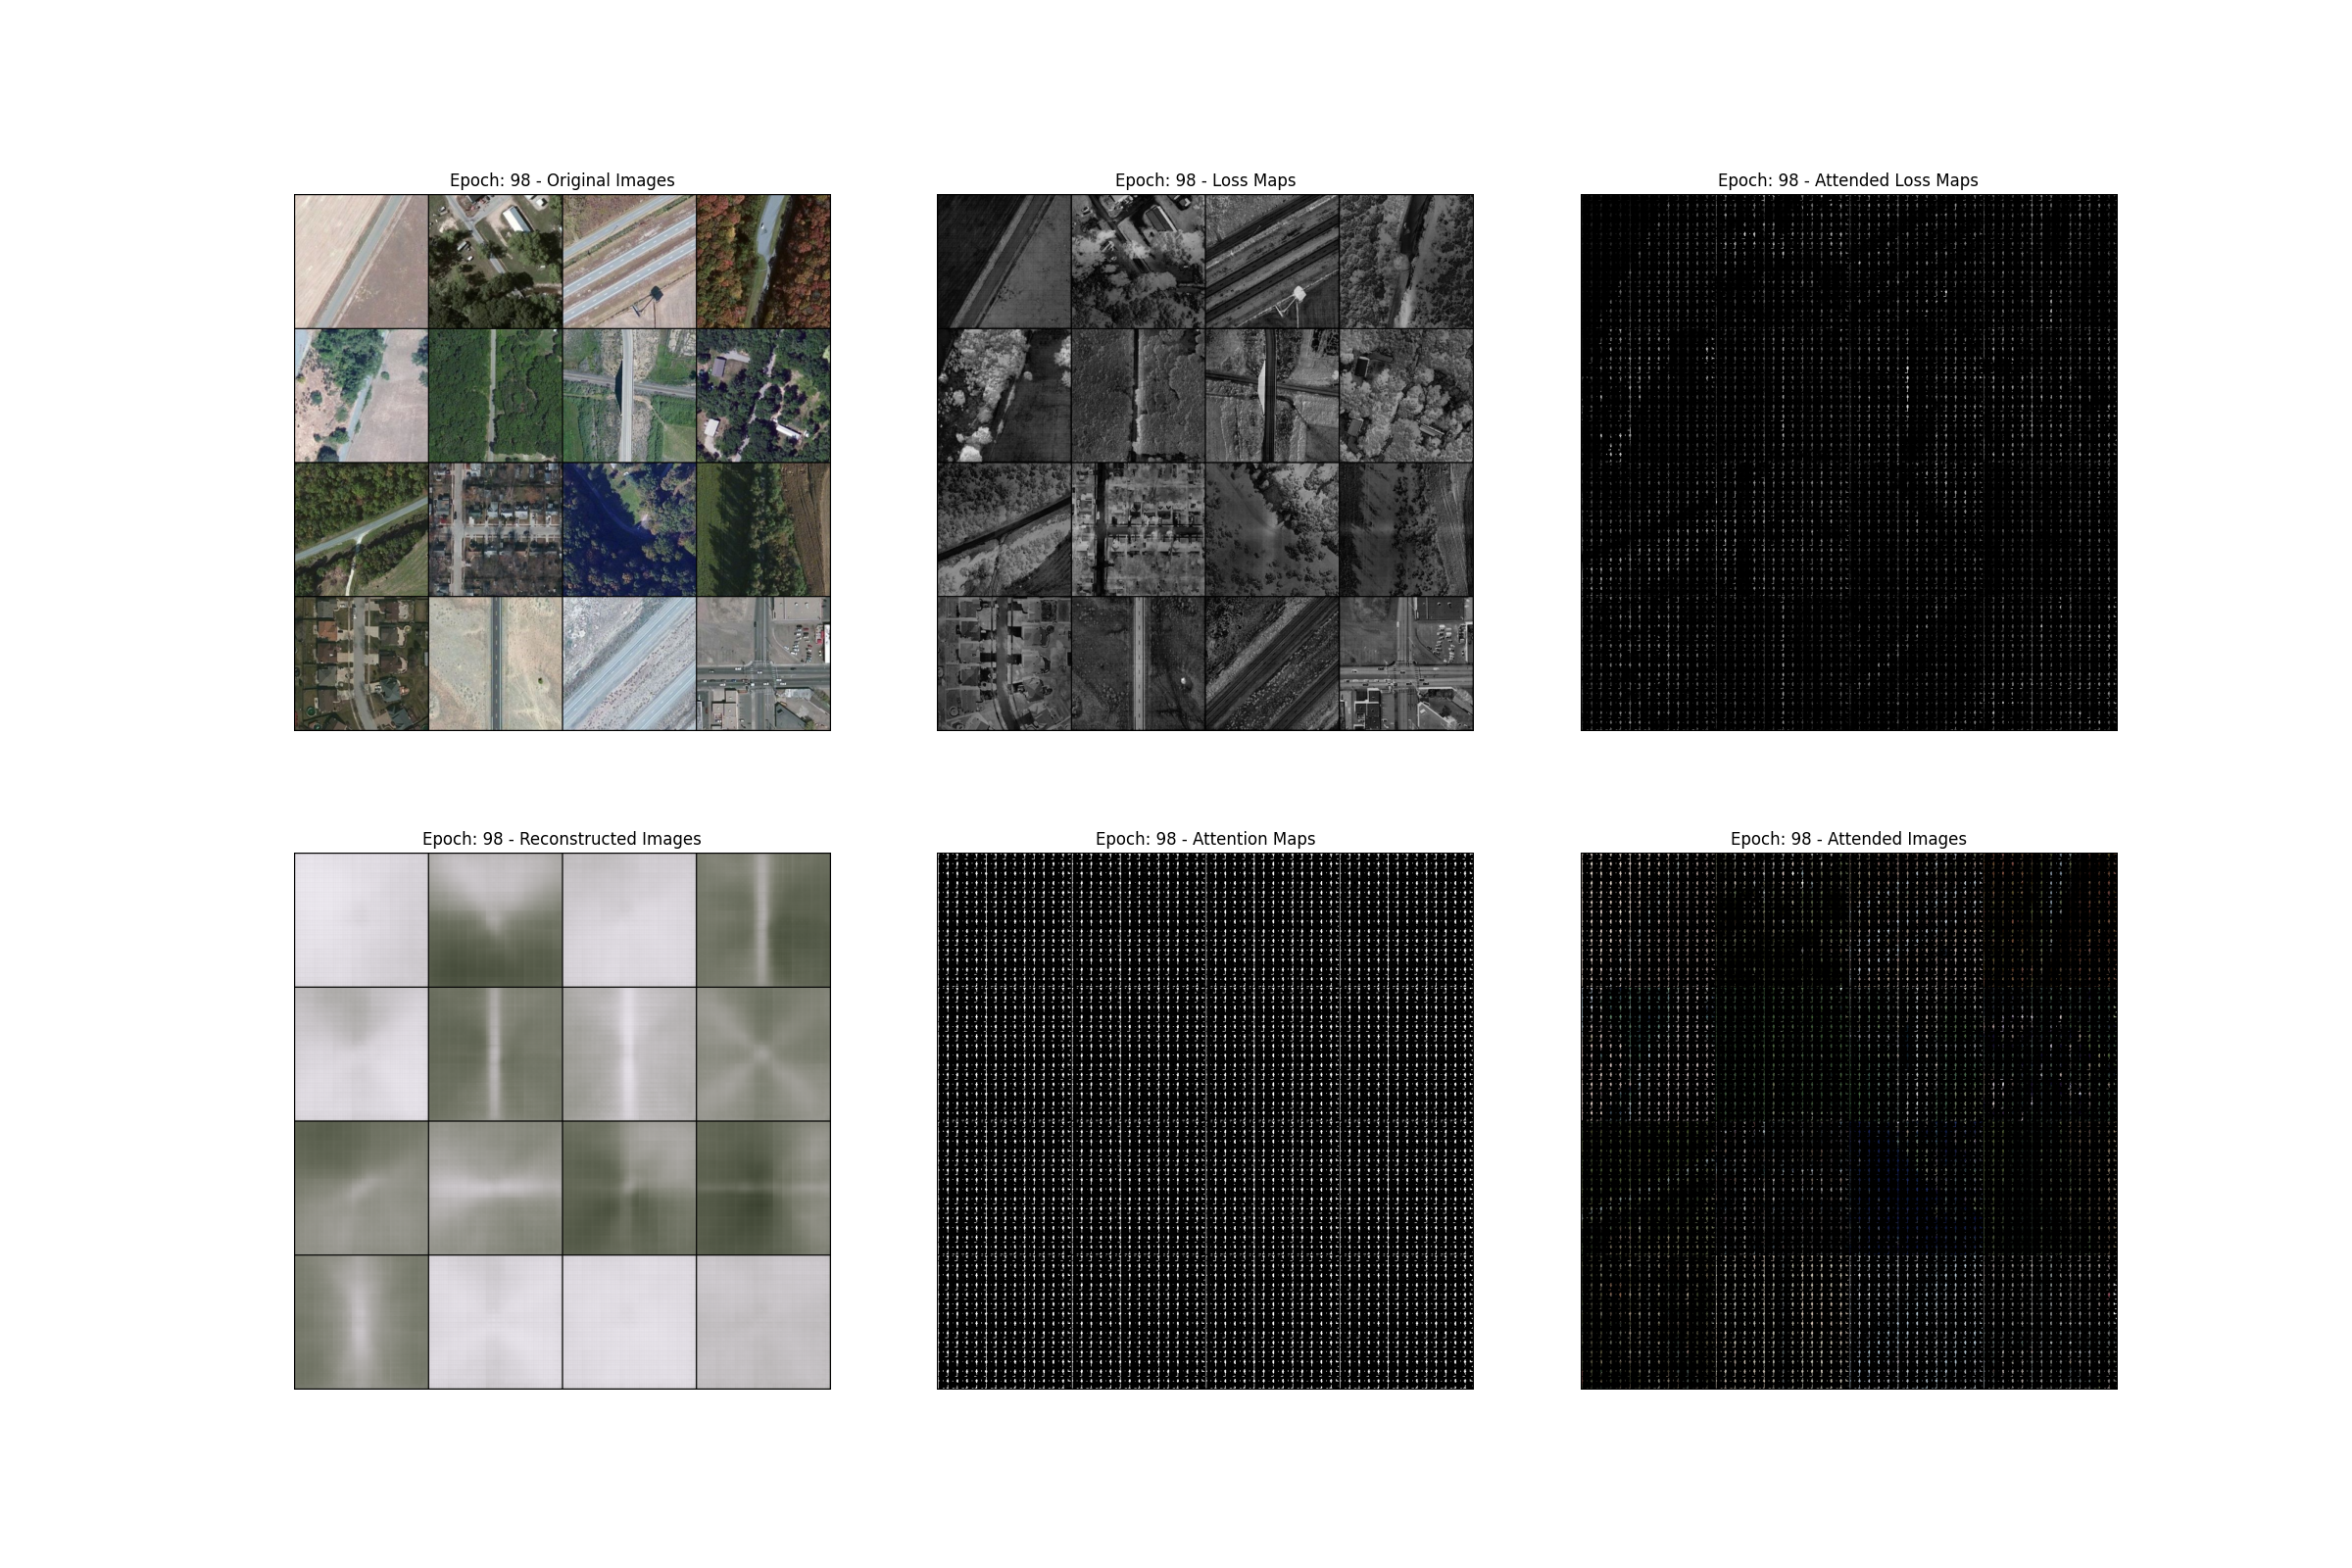 Epoch: 98 - Original Images
Epoch: 98 - Loss Maps
Epoch: 98 - Attended Loss Maps
Epoch: 98 - Reconstructed Images
Epoch: 98 - Attention Maps
Epoch: 98 - Attended Images